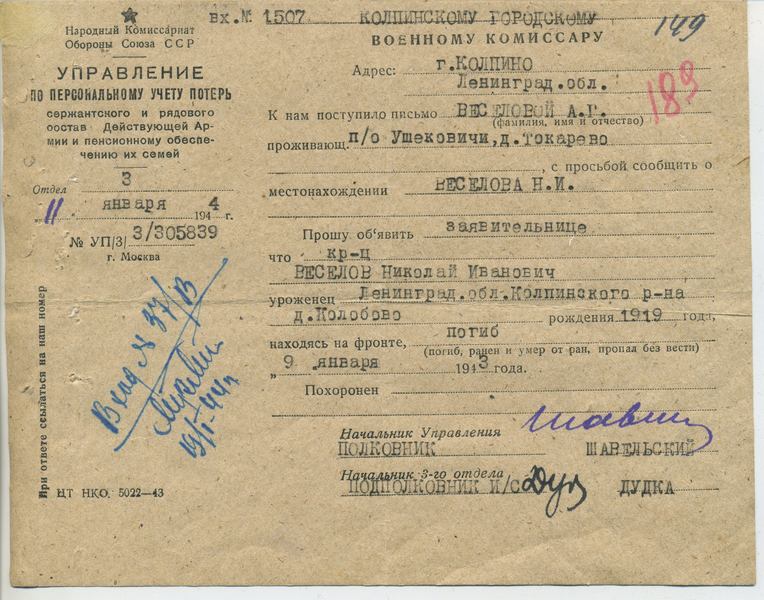 Народный Комиссариат
Обороны Союза ССР
УПРАВЛЕНИЕ
ПО ПЕРСОНАЛЬНОМУ УЧЕТУ ПОТЕРЬ
сержантского и рядового
состав Действующей Ар-
мии и пенсионному обеспе-
чению их семей
Отдел 3
„11" января 1944 г.
№ УП/3/ 3/305839
г. Москва
При ответе ссылаться на наш номер
ЦТ НКО. 5022—43
вх.№ 1507
КОЛПИНСКОМУ ГОРОДСКОМУ
ВОЕННОМУ КОМИССАРУ
149
189
Адрес: г.КОЛПИНО
Ленинград.обл.
К нам поступило письмо ВЕСЕЛОВОЙ А.Г.
(фамилия, имя и отчество)
проживающ. п/о Ушековичи,д.Токарево
, с просьбой сообщить о
местонахождении ВЕСЕЛОВА Н.И.
Прошу об'явить заявительнице
что кр-ц
ВЕСЕЛОВ Николай Иванович
уроженец Ленинград.обл.Колпинского р-на
д.Колобово рождения 1919 года,
находясь на фронте, погиб
(погиб, ранен и умер от ран, пропал без вести)
„9 января 1943 года.
Похоронен
Начальник Управления
ПОЛКОВНИК ШАВЕЛЬСКИЙ
Начальник 3-го отдела
ПОДПОЛКОВНИК И/С ДУДКА